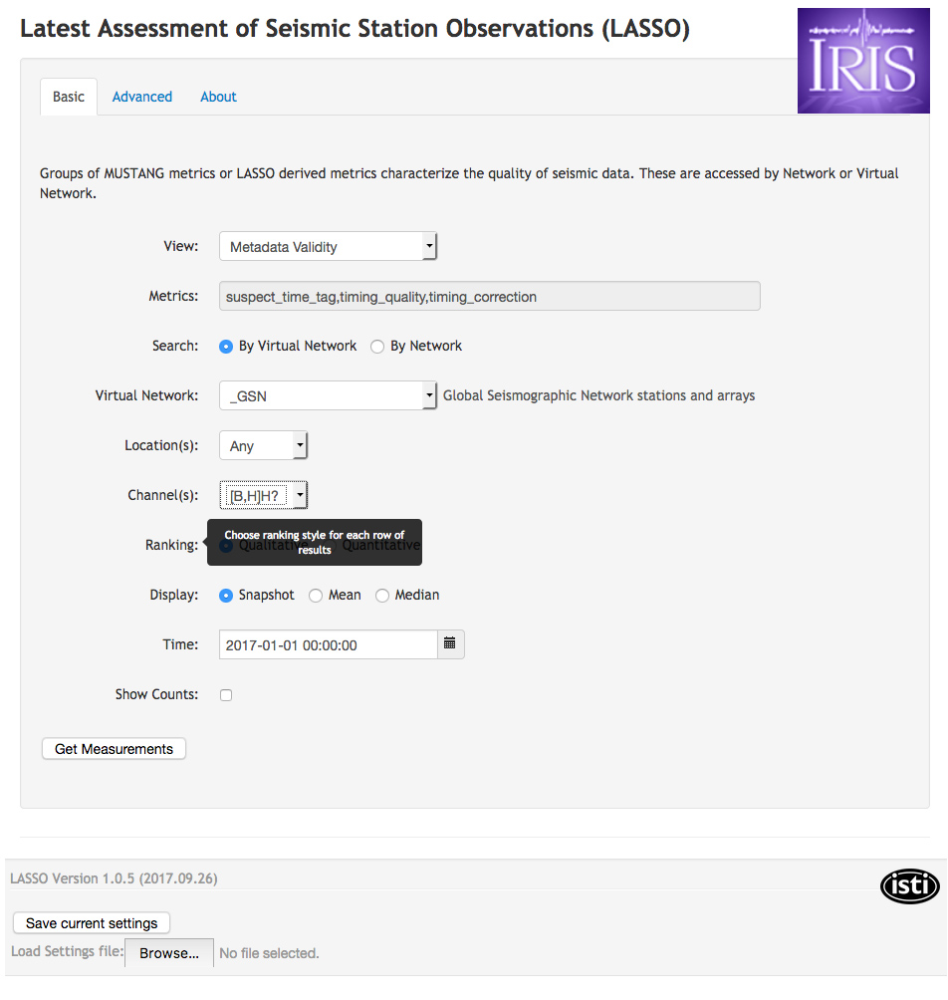 Latest Assessment of Seismic Station Observations (LASSO)
IRIS
Basic Advanced About
Groups of MUSTANG metrics or LASSO derived metrics characterize the quality of seismic data. These are accessed by Network or Virtual
Network.
View: Metadata Validity
Metrics: suspect_time_tag,timing_quality,timing_correction
Search: By Virtual Network By Network
Virtual Network: _GSN Global Seismographic Network stations and arrays
Location(s): Any
Channel(s): [B,H]H?
Choose ranking style for each row of
results
Ranking: Qualitative Quantitative
Display: Snapshot Mean Median
Time: 2017-01-01 00:00:00
Show Counts:
Get Measurements
LASSO Version 1.0.5 (2017.09.26)
isti
Save current settings
Load Settings file: Browse... No file selected.